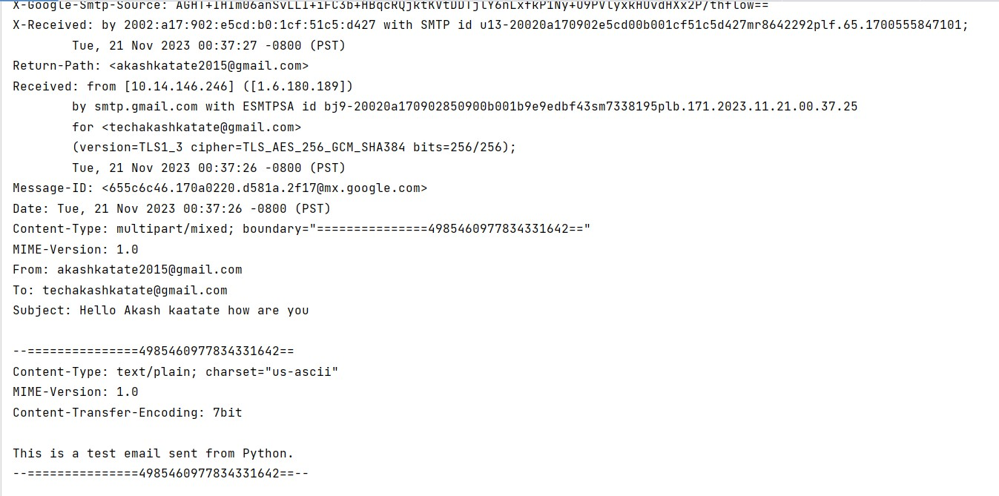 X-Google-Smtp-Source:
X-Received: by 2002:a17:902:e5cd:b0:1cf:51c5:d427 with SMTP id u13-20020a170902e5cd00b001cf51c5d427mr8642292plf.65.1700555847101;
Tue, 21 Nov 2023 00:37:27 -0800 (PST)
Return-Path: <akashkatate2015@gmail.com>
Received: from [10.14.146.246] ([1.6.180.189])
by smtp.gmail.com with ESMTPSA id bj9-20020a170902850900b001b9e9edbf43sm7338195plb.171.2023.11.21.00.37.25
for <techakashkatate@gmail.com>
(version=TLS1_3 cipher=TLS_AES_256_GCM_SHA384 bits=256/256);
Tue, 21 Nov 2023 00:37:26 -0800 (PST)
Message-ID: <655c6c46.170a0220.d581a.2f17@mx.google.com>
Date: Tue, 21 Nov 2023 00:37:26 -0800 (PST)
Content-Type: multipart/mixed; boundary="===============4985460977834331642=="
MIME-Version: 1.0
From: akashkatate2015@gmail.com
To: techakashkatate@gmail.com
Subject: Hello Akash kaatate how are you
--===============4985460977834331642==
Content-Type: text/plain; charset="us-ascii"
MIME-Version: 1.0
Content-Transfer-Encoding: 7bit
This is a test email sent from Python.
--===============4985460977834331642==--